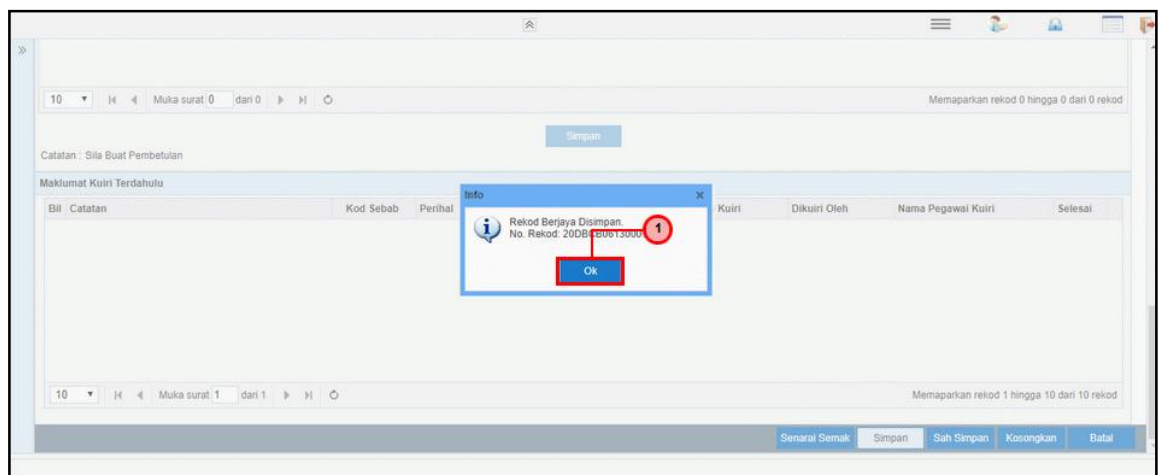 10 Muka surat 0 dari 0 Memaparkan rekod 0 hingga 0 dari 0 rekod
Simpan
Catatan : Sila Buat Pembetulan
Maklumat Kuiri Terdahulu
Bil Catatan Kod Sebab Perihal Kuiri Dikuiri Oleh Nama Pegawai Kuiri Selesai
Info x
Rekod Berjaya Disimpan.
No. Rekod:
1
Ok
10 Muka surat 1 dari 1 Memaparkan rekod 1 hingga 10 dari 10 rekod
Senarai Semak Simpan Sah Simpan Kosongkan Batal